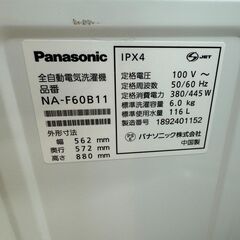 Panasonic
全自動電気洗濯機
品番
NA-F60B11
外形寸法
幅 562 mm
奥行 572 mm
高さ 880 mm
IPX4
JET
定格電圧 100 V～
定格周波数 50/60 Hz
定格消費電力 380/445 W
標準洗濯容量 6.0 kg
標準使用水量 116 L
製造番号 1892401152
パナソニック株式会社
中国製